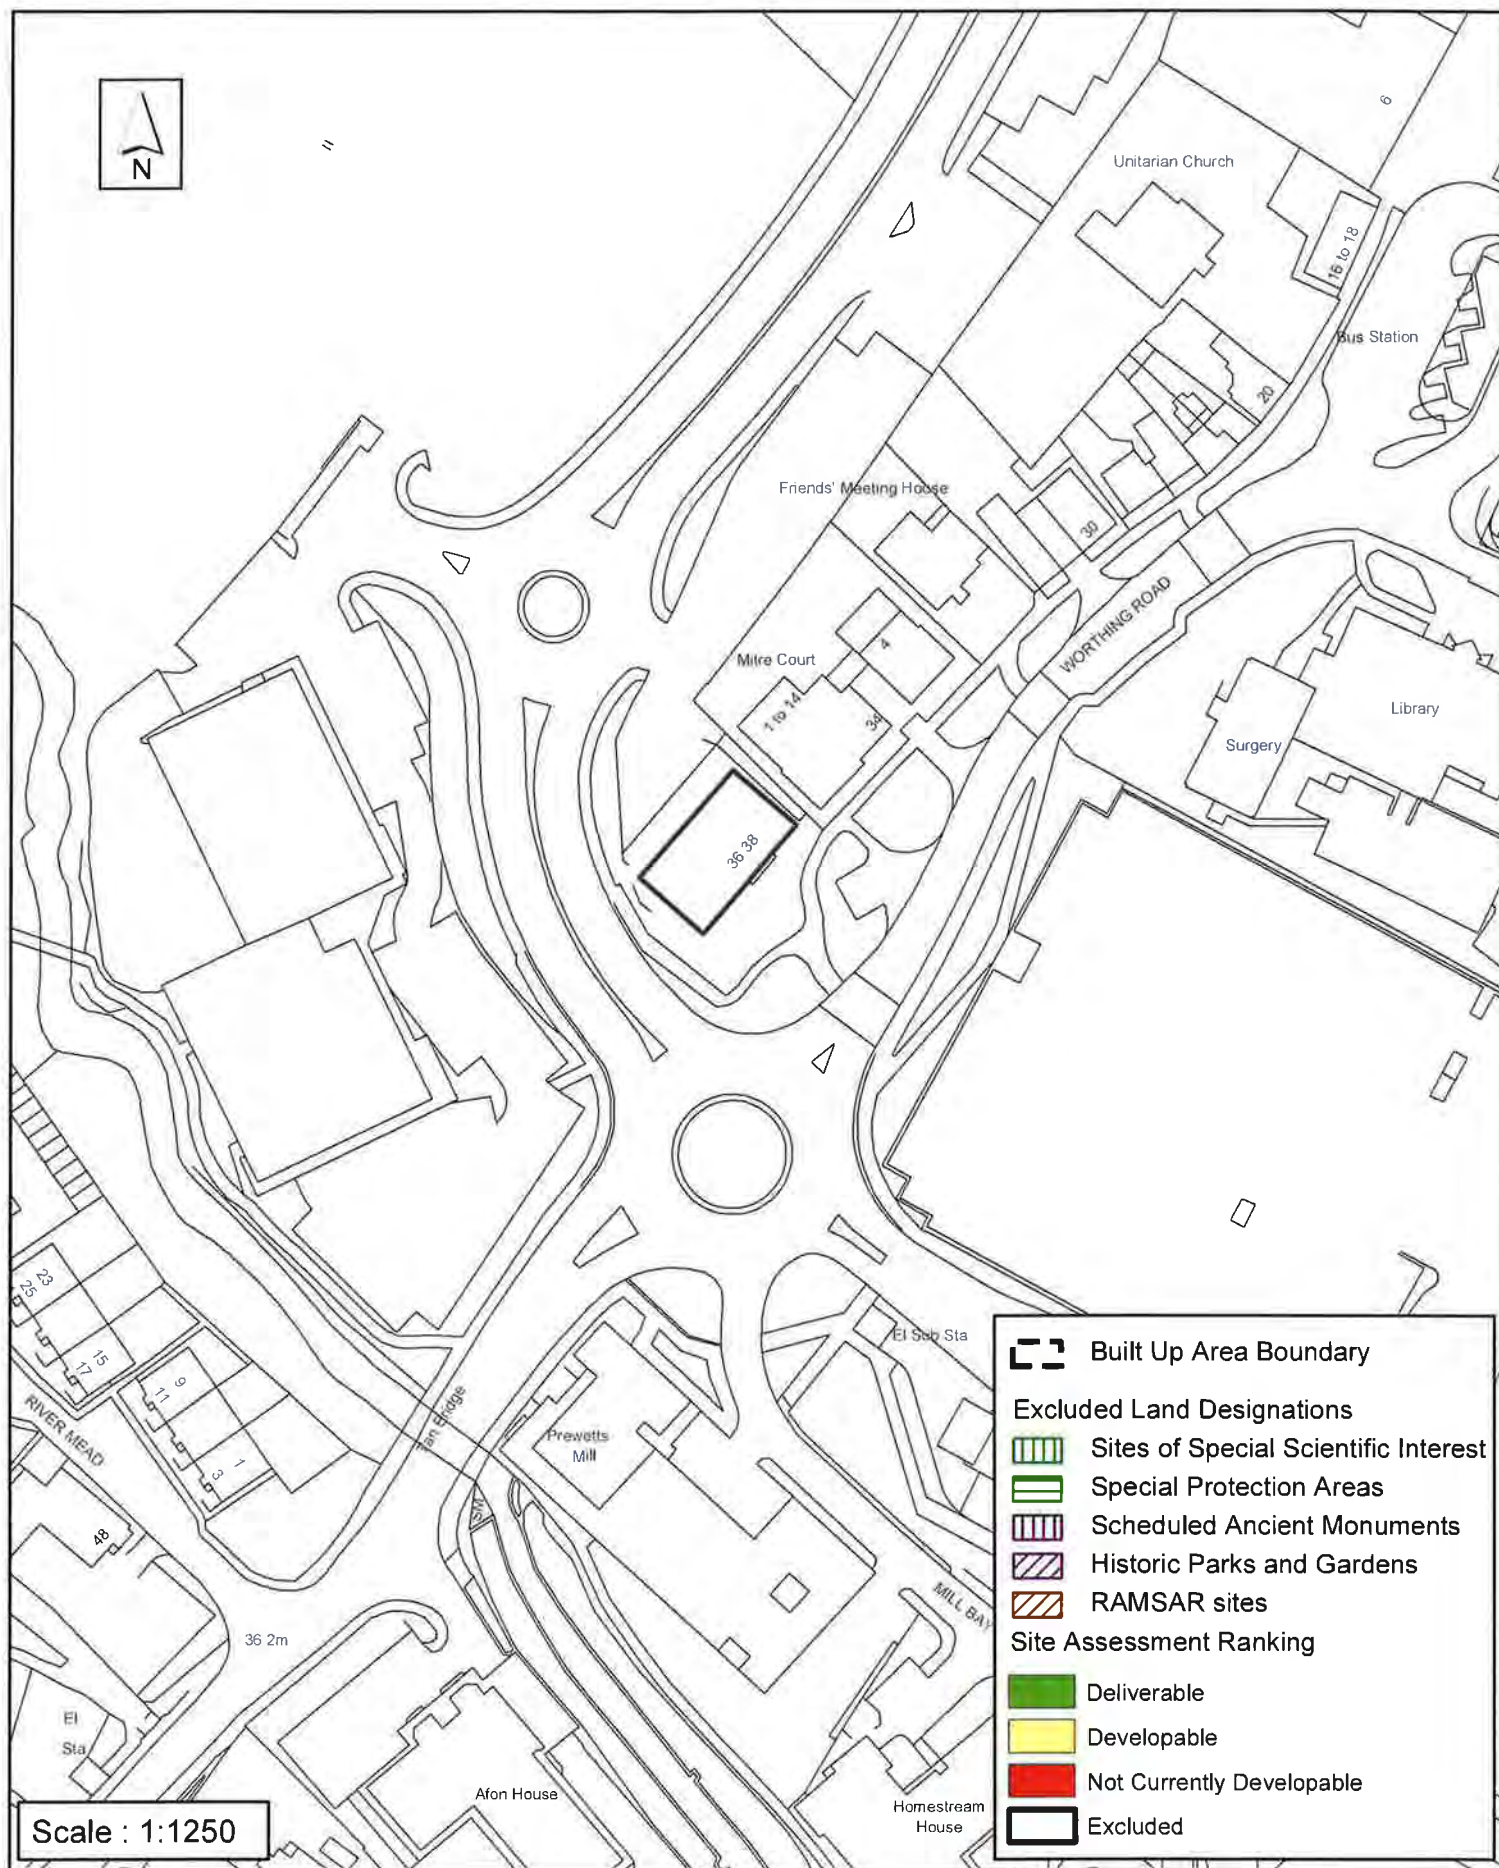 N
6
Unitarian Church
16 to 18
Bus Station
20
Friends' Meeting House
30
WORTHING ROAD
4
Mitre Court
1 to 14
34
Library
Surgery
36 38
El Sub Sta
23
25
15
17
9
11
1
3
RIVER MEAD
Tan Bridge
Prewetts
Mill
SM
48
36 2m
MILL BAY
El
Sta
Afon House
Homestream
House
Scale : 1:1250
Built Up Area Boundary
Excluded Land Designations
Sites of Special Scientific Interest
Special Protection Areas
Scheduled Ancient Monuments
Historic Parks and Gardens
RAMSAR sites
Site Assessment Ranking
Deliverable
Developable
Not Currently Developable
Excluded